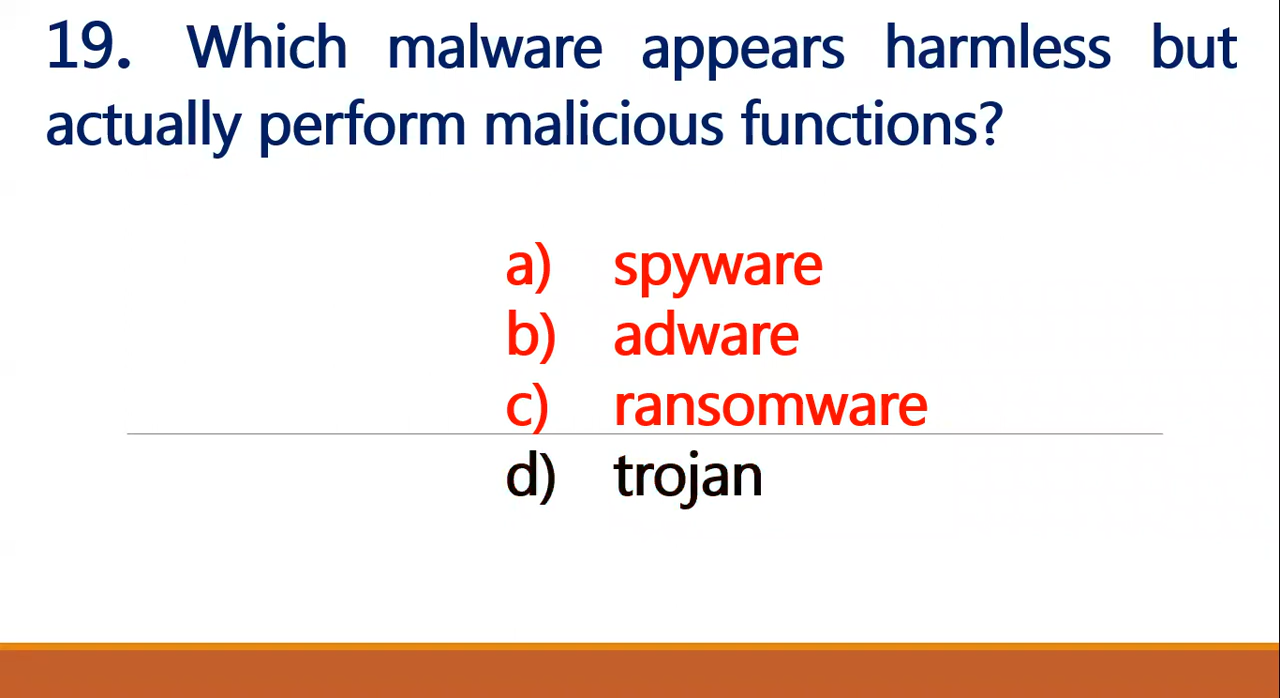 19. Which malware appears harmless but
actually perform malicious functions?
a) spyware
b) adware
c) ransomware
d) trojan